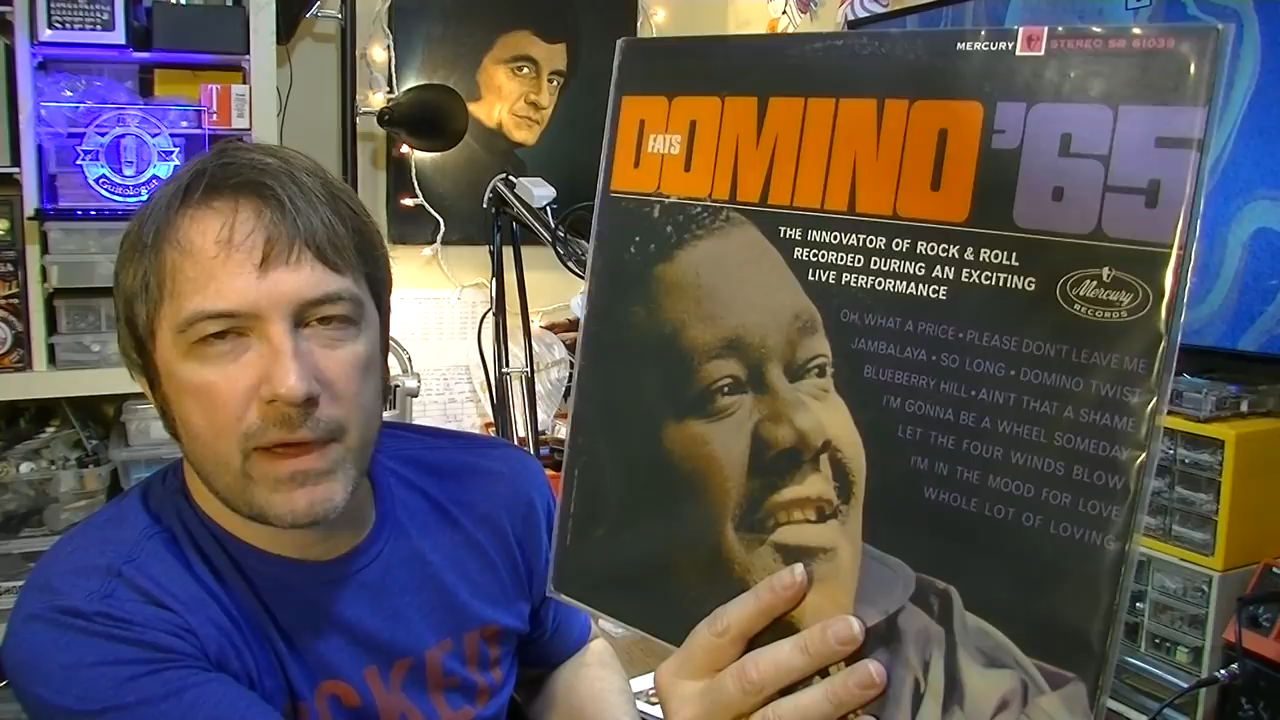 The
Guitologist
T
MERCURY STEREO SR 61039
FATS
DOMINO '65
THE INNOVATOR OF ROCK & ROLL
RECORDED DURING AN EXCITING
LIVE PERFORMANCE
Mercury
RECORDS
OH, WHAT A PRICE • PLEASE DON'T LEAVE ME
JAMBALAYA • SO LONG • DOMINO TWIST
BLUEBERRY HILL • AIN'T THAT A SHAME
I'M GONNA BE A WHEEL SOMEDAY
LET THE FOUR WINDS BLOW
I'M IN THE MOOD FOR LOVE
WHOLE LOT OF LOVING